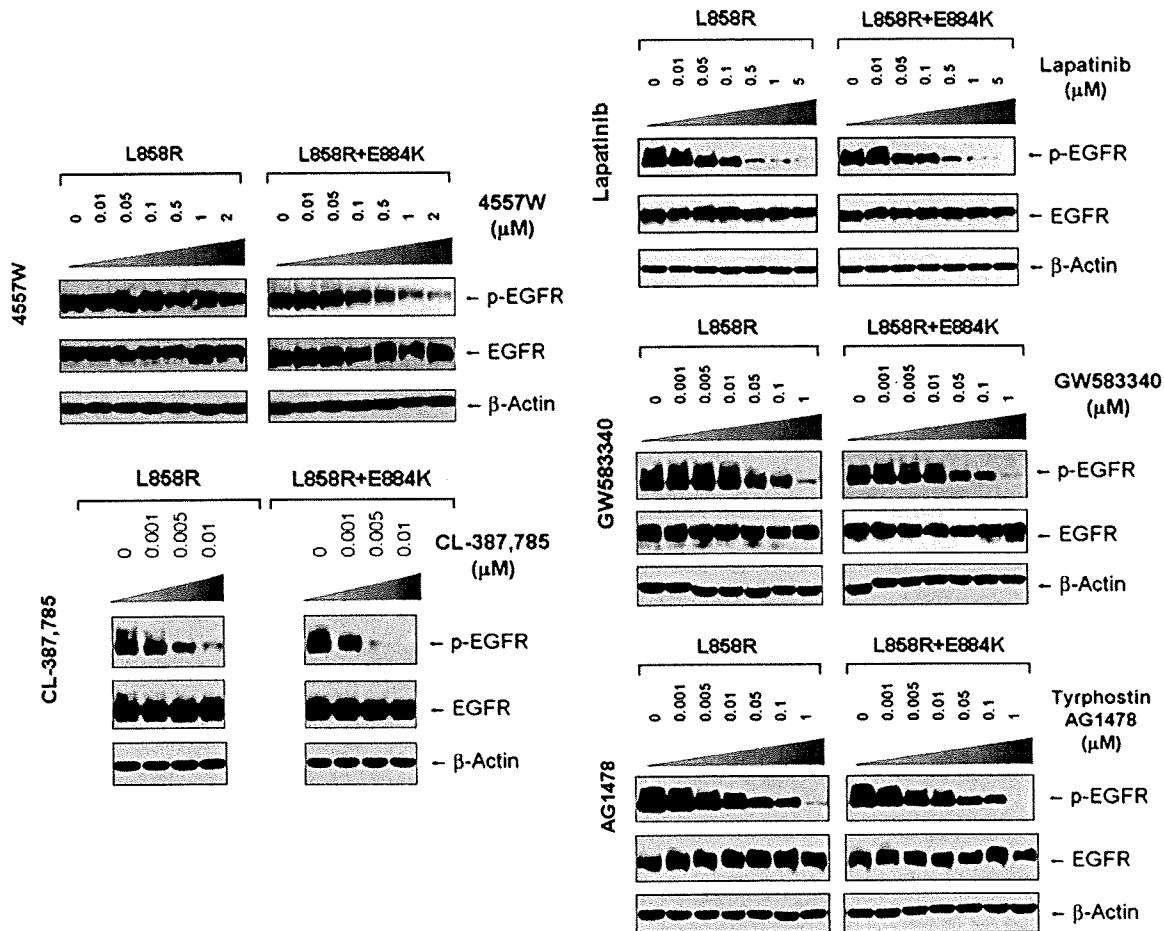 4557W
L858R
L858R+E884K
0 0.01 0.05 0.1 0.5 1 2
0 0.01 0.05 0.1 0.5 1 2
4557W
(μM)
– p-EGFR
– EGFR
– β-Actin
CL-387,785
L858R
L858R+E884K
0 0.001 0.005 0.01
0 0.001 0.005 0.01
CL-387,785
(μM)
– p-EGFR
– EGFR
– β-Actin
Lapatinib
L858R
L858R+E884K
0 0.01 0.05 0.1 0.5 1 5
0 0.01 0.05 0.1 0.5 1 5
Lapatinib
(μM)
– p-EGFR
– EGFR
– β-Actin
GW583340
L858R
L858R+E884K
0 0.001 0.005 0.01 0.05 0.1 1
0 0.001 0.005 0.01 0.05 0.1 1
GW583340
(μM)
– p-EGFR
– EGFR
– β-Actin
AG1478
L858R
L858R+E884K
0 0.001 0.005 0.01 0.05 0.1 1
0 0.001 0.005 0.01 0.05 0.1 1
Tyrphostin
AG1478
(μM)
– p-EGFR
– EGFR
– β-Actin